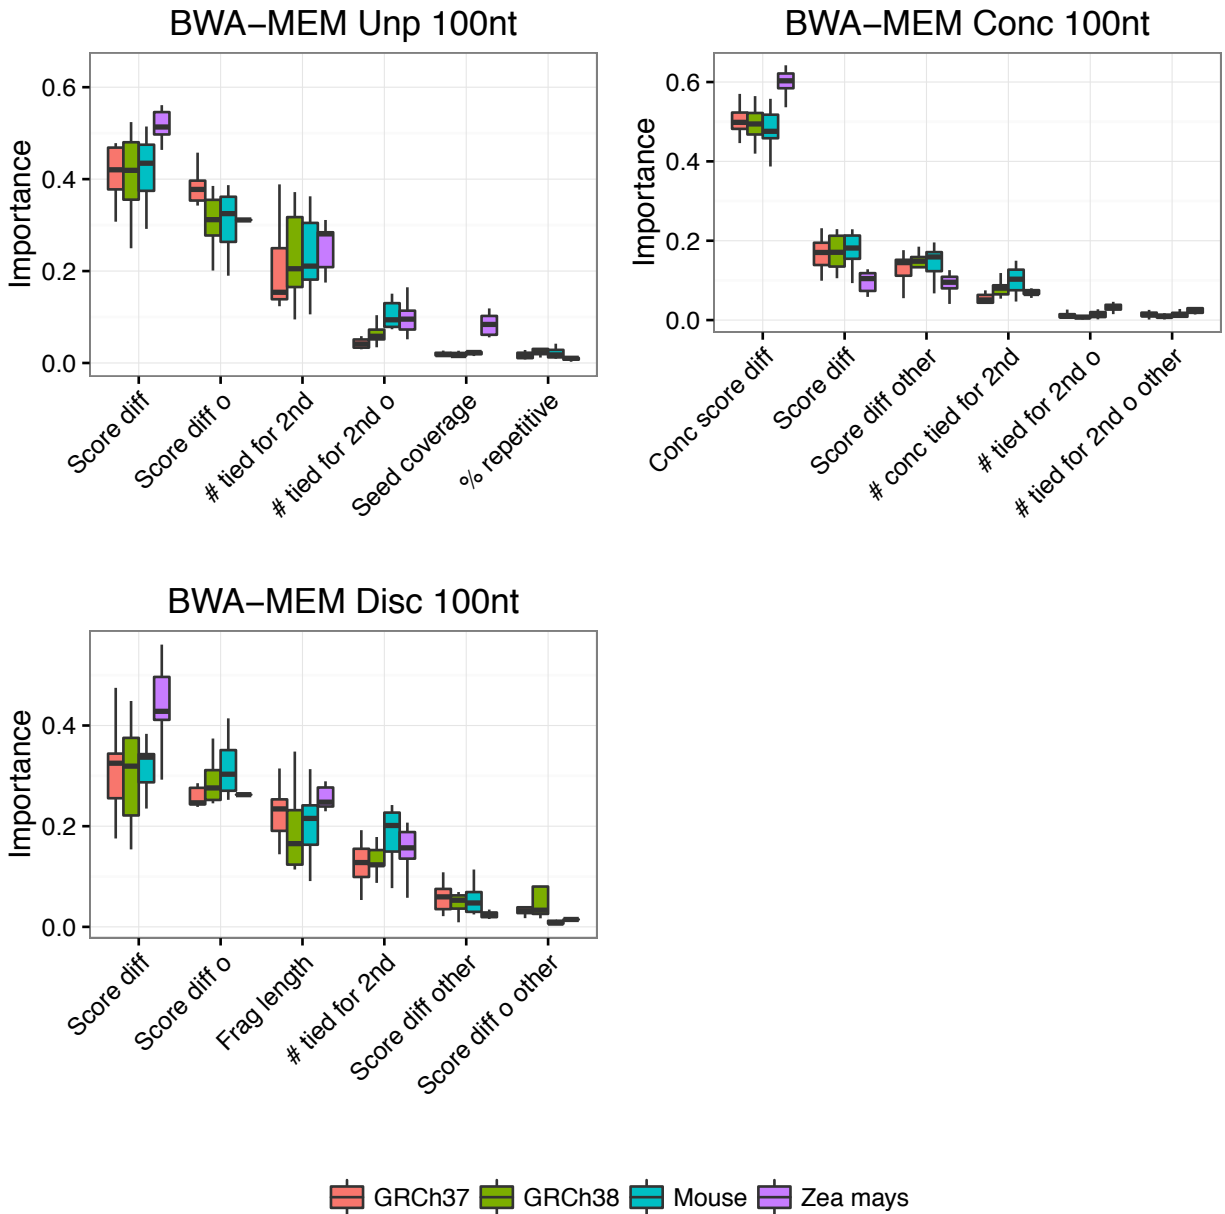 BWA−MEM Unp 100nt
Importance
0.6
0.4
0.2
0.0
Score diff
Score diff o
# tied for 2nd
# tied for 2nd o
Seed coverage
% repetitive
BWA−MEM Conc 100nt
Importance
0.6
0.4
0.2
0.0
Conc score diff
Score diff
Score diff other
# conc tied for 2nd
# tied for 2nd o
# tied for 2nd o other
BWA−MEM Disc 100nt
Importance
0.4
0.2
0.0
Score diff
Score diff o
Frag length
# tied for 2nd
Score diff other
Score diff o other
GRCh37 GRCh38 Mouse Zea mays